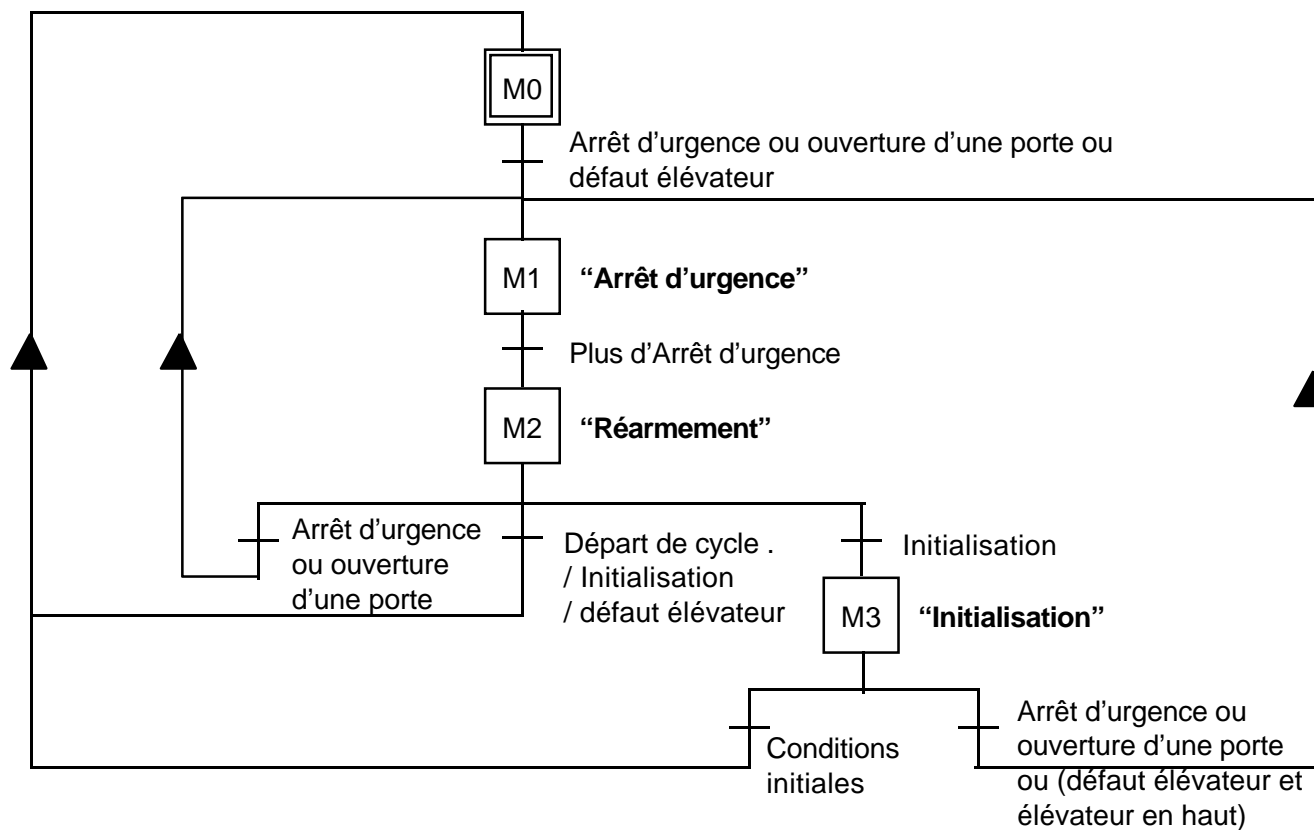 M0
Arrêt d’urgence ou ouverture d’une porte ou
défaut élévateur
M1
“Arrêt d’urgence”
Plus d’Arrêt d’urgence
M2
“Réarmement”
Arrêt d’urgence
ou ouverture
d’une porte
Départ de cycle .
/ Initialisation
/ défaut élévateur
Initialisation
M3
“Initialisation”
Conditions
initiales
Arrêt d’urgence ou
ouverture d’une porte
ou (défaut élévateur et
élévateur en haut)